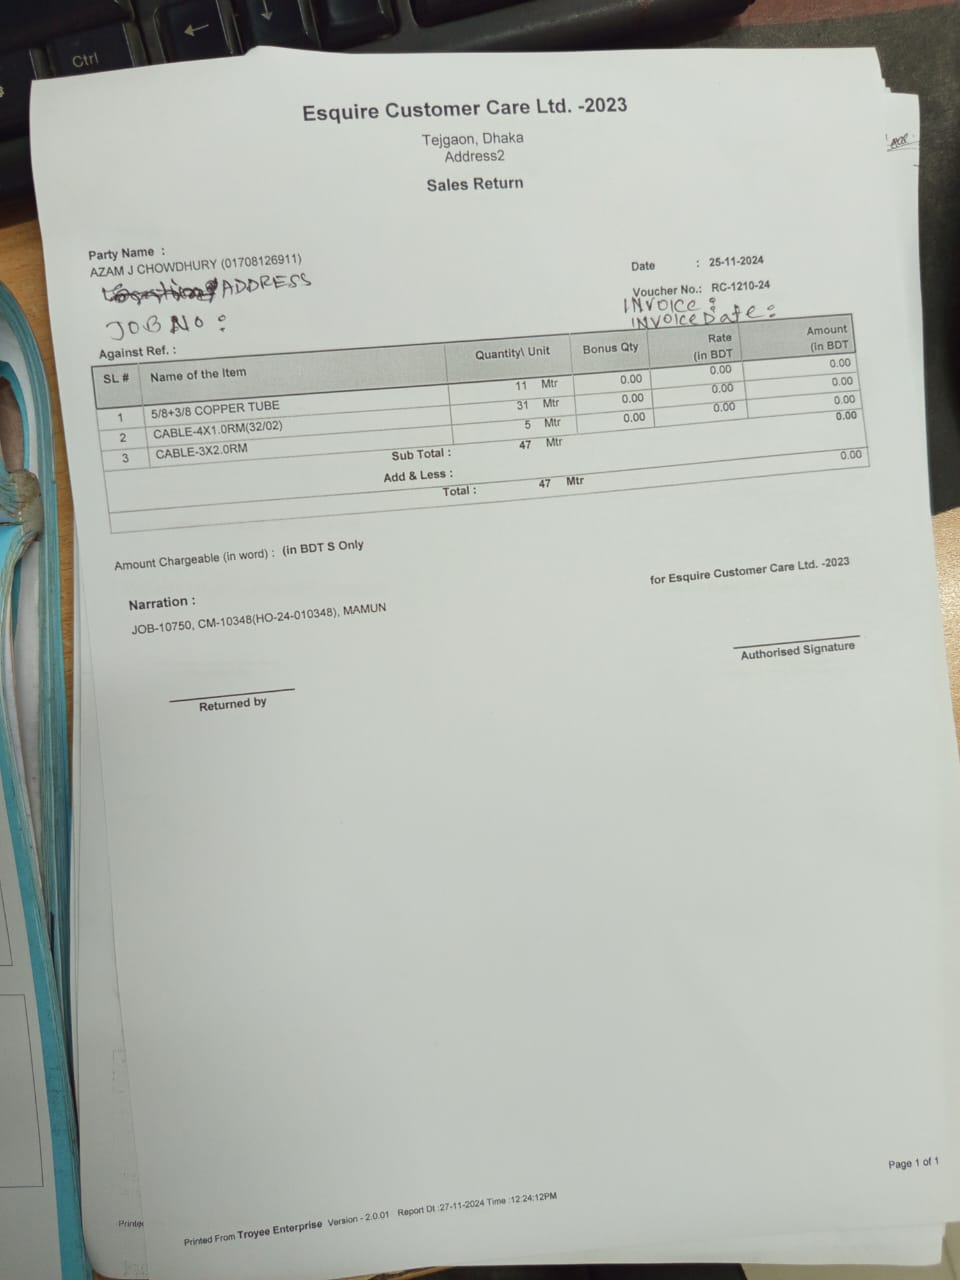 Ctrl
Esquire Customer Care Ltd. -2023
Tejgaon, Dhaka
Address2
Sales Return
Party Name :
AZAM J CHOWDHURY (01708126911)
ADDRESS
JOB NO :
Against Ref. :
Date : 25-11-2024
Voucher No.: RC-1210-24
INVOICE :
INVOICE Date :
SL # Name of the Item Quantity\ Unit Bonus Qty Rate (in BDT Amount (in BDT
1 5/8+3/8 COPPER TUBE 11 Mtr 0.00 0.00 0.00
2 CABLE-4X1.0RM(32/02) 31 Mtr 0.00 0.00 0.00
3 CABLE-3X2.0RM 5 Mtr 0.00 0.00 0.00
Sub Total : 47 Mtr 0.00
Add & Less :
Total : 47 Mtr 0.00
Amount Chargeable (in word) : (in BDT S Only
for Esquire Customer Care Ltd. -2023
Narration :
JOB-10750, CM-10348(HO-24-010348), MAMUN
Authorised Signature
Returned by
Page 1 of 1
Printed From Troyee Enterprise Version - 2.0.01 Report Dt :27-11-2024 Time :12:24:12PM